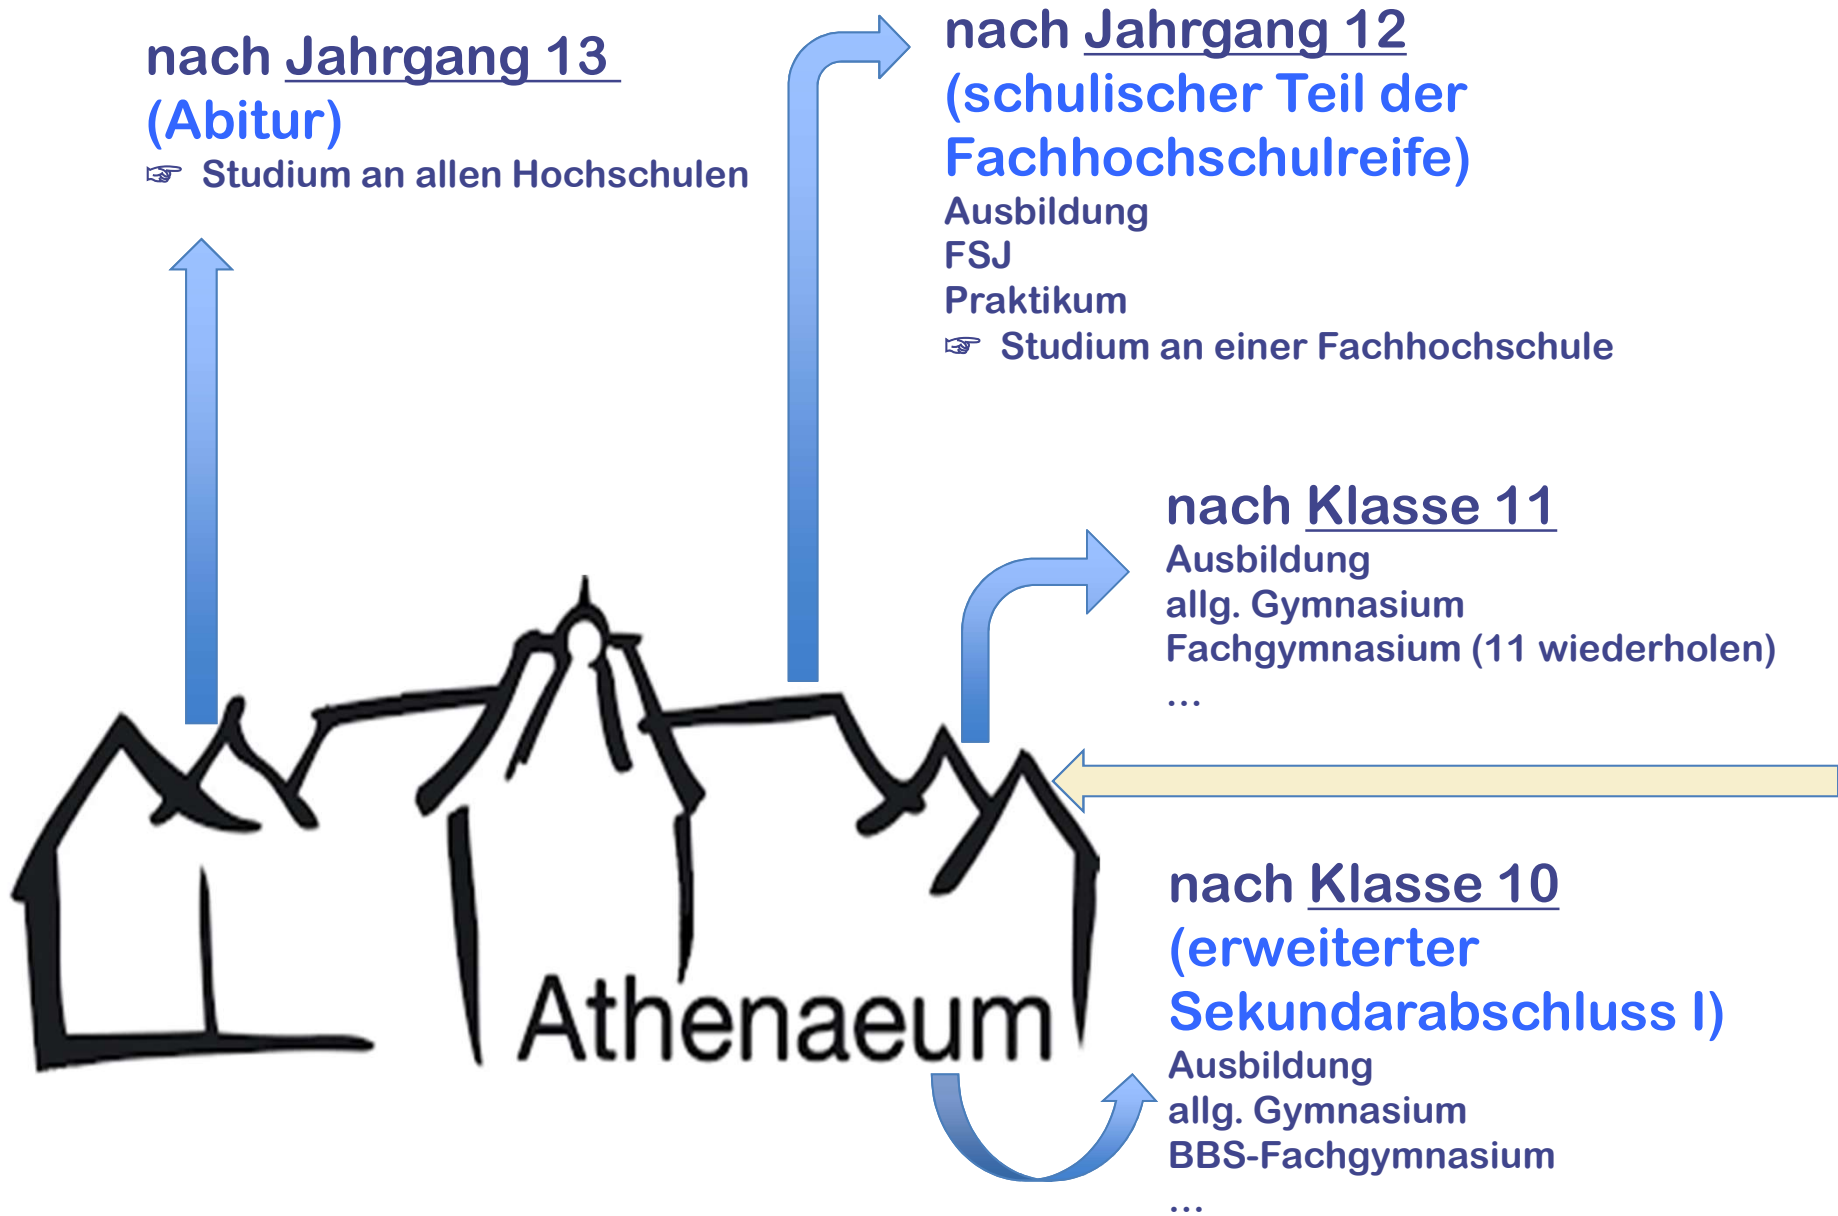 nach Jahrgang 13
(Abitur)
☞ Studium an allen Hochschulen
nach Jahrgang 12
(schulischer Teil der
Fachhochschulreife)
Ausbildung
FSJ
Praktikum
☞ Studium an einer Fachhochschule
nach Klasse 11
Ausbildung
allg. Gymnasium
Fachgymnasium (11 wiederholen)
...
nach Klasse 10
(erweiterter
Sekundarabschluss I)
Ausbildung
allg. Gymnasium
BBS-Fachgymnasium
...
Athenaeum